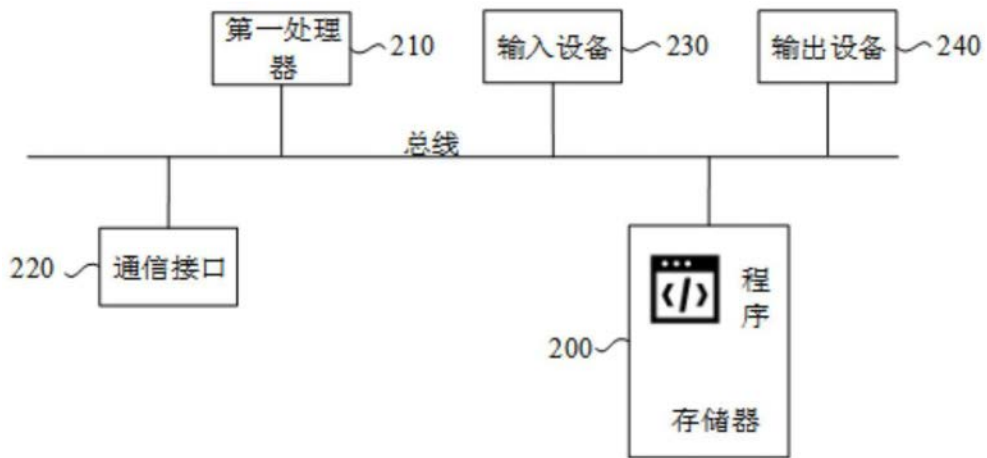 第一处理
器
210
输入设备
230
输出设备
240
总线
220
通信接口
</>
程
序
200
存储器